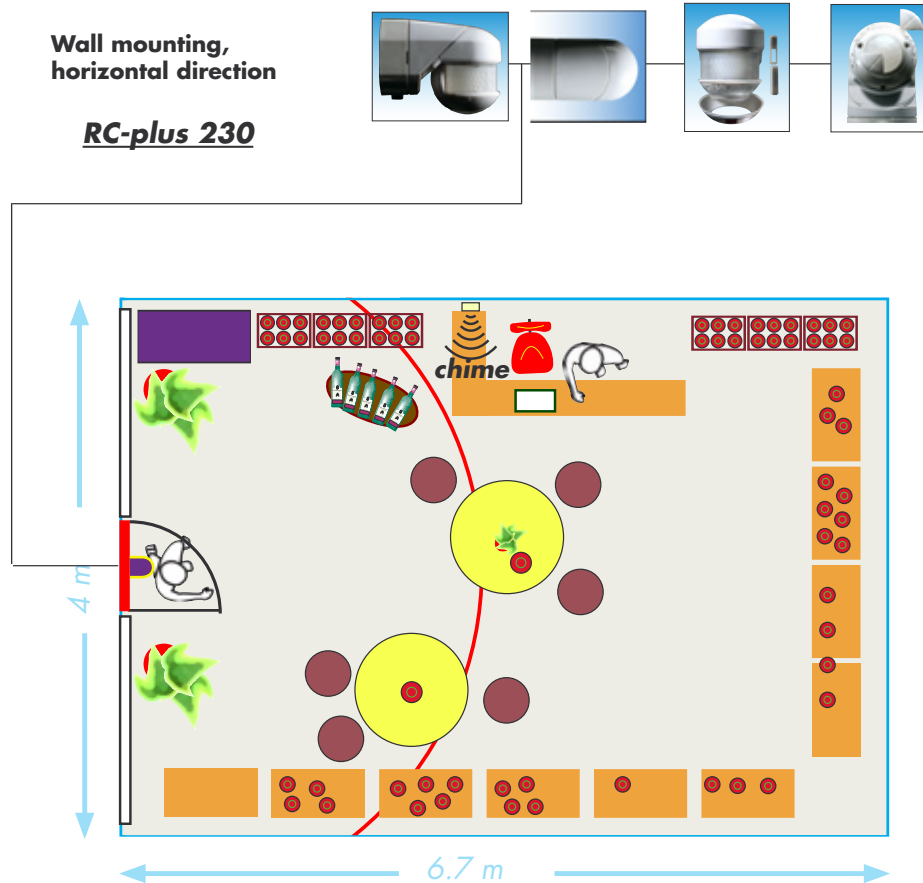 Wall mounting,
horizontal direction
RC-plus 230
chime
4 m
6.7 m